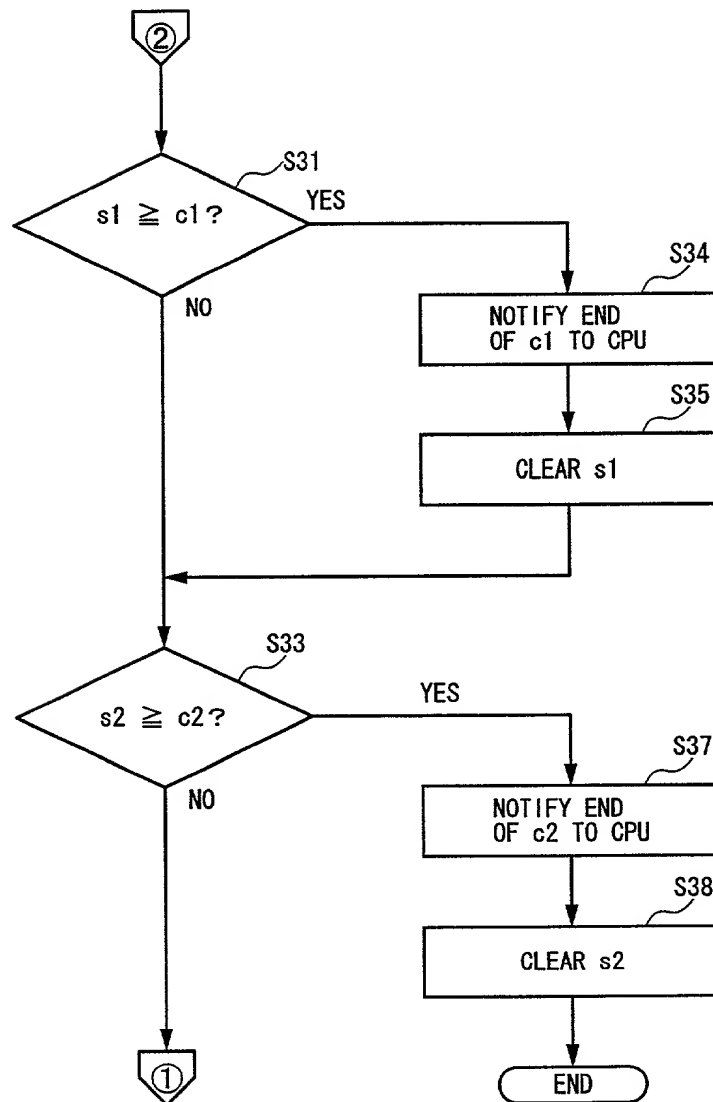 ②
S31
s1 ≧ c1?
YES
NO
S34
NOTIFY END
OF c1 TO CPU
S35
CLEAR s1
S33
s2 ≧ c2?
YES
NO
S37
NOTIFY END
OF c2 TO CPU
S38
CLEAR s2
①
END